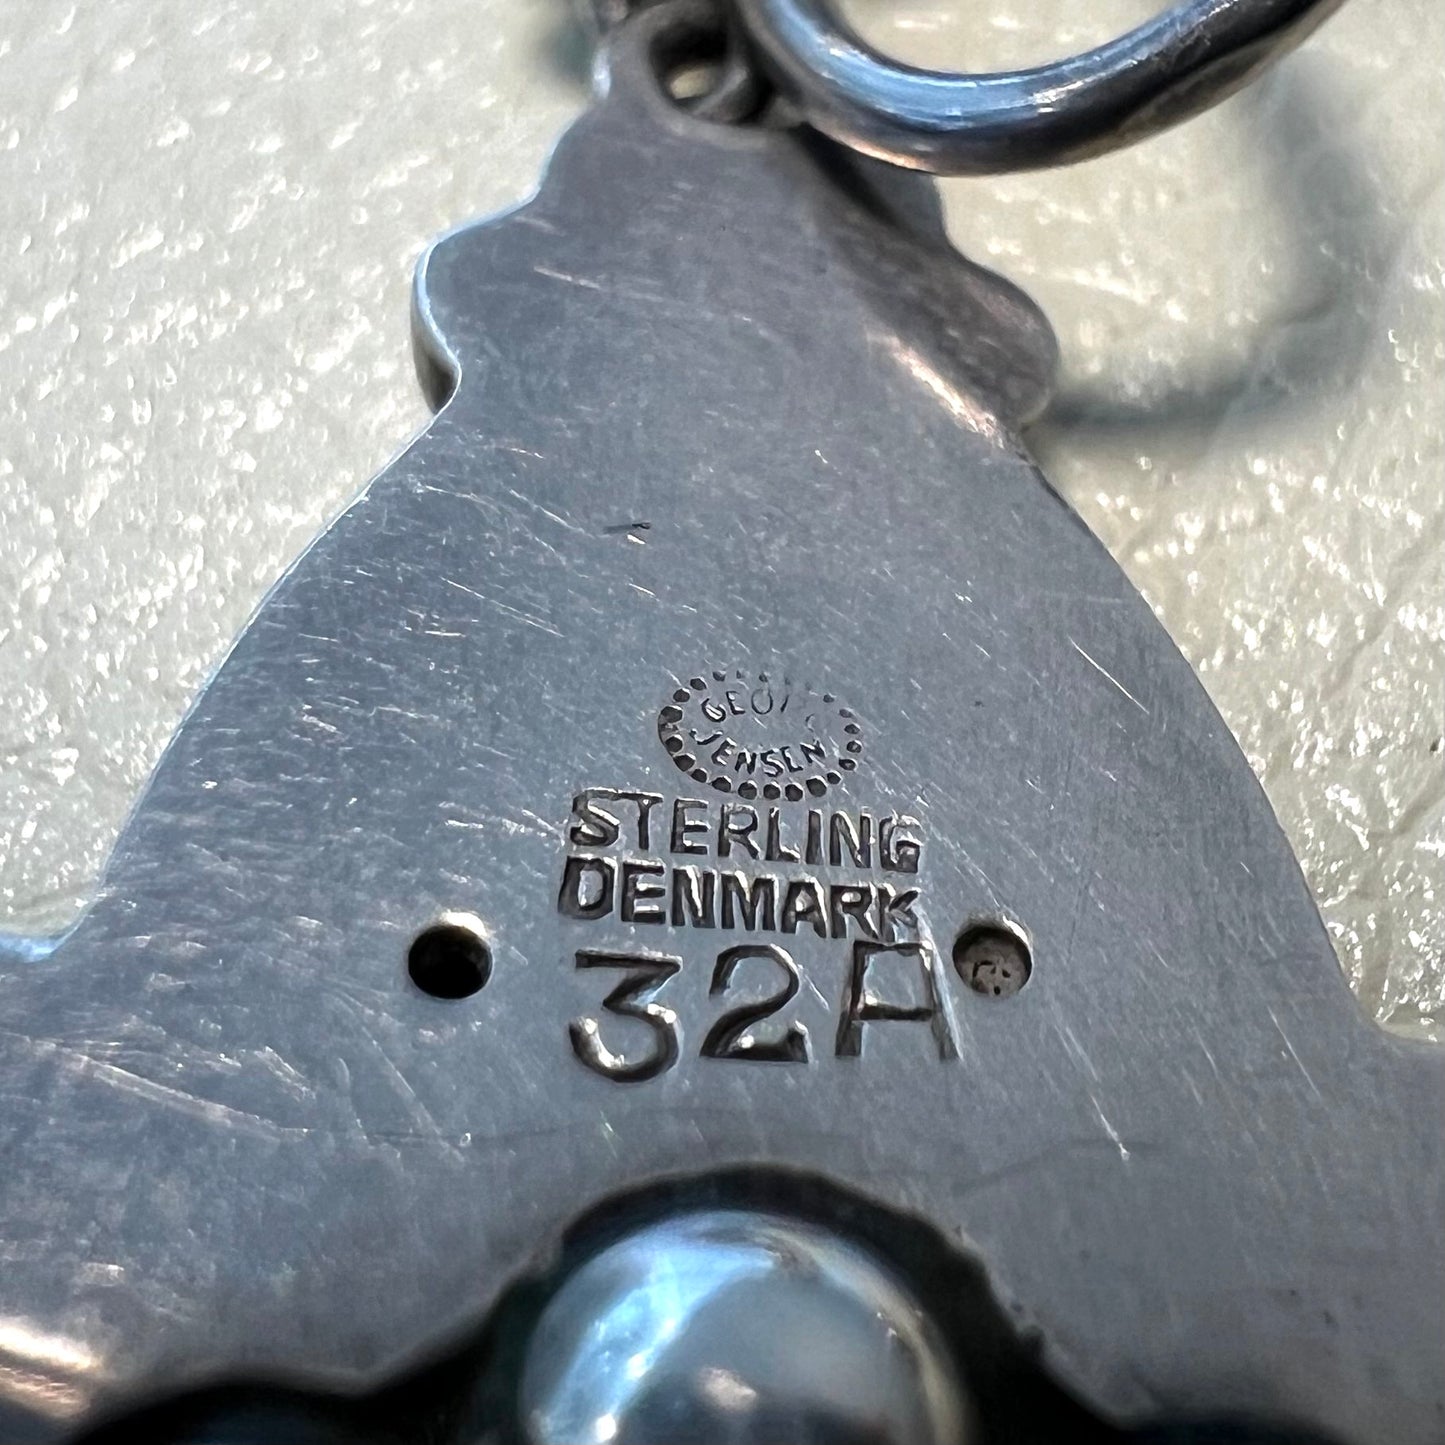 JENSEN
STERLING
DENMARK
32A